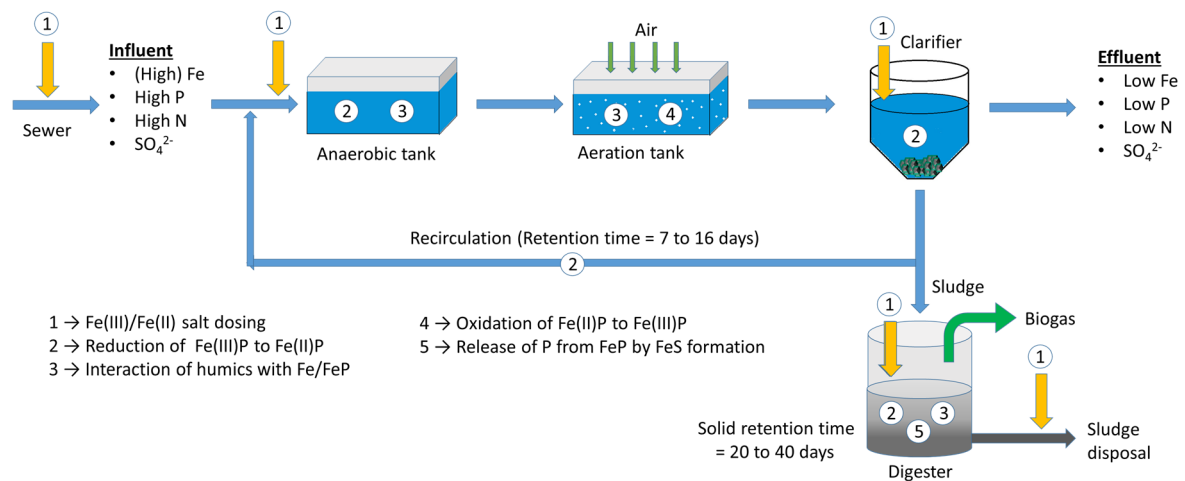 1
1
Air
1
Clarifier
Influent
• (High) Fe
• High P
• High N
• SO₄²⁻
Sewer
2 3
Anaerobic tank
3 4
Aeration tank
2
Effluent
• Low Fe
• Low P
• Low N
• SO₄²⁻
Recirculation (Retention time = 7 to 16 days)
2
Sludge
1 → Fe(III)/Fe(II) salt dosing
2 → Reduction of Fe(III)P to Fe(II)P
3 → Interaction of humics with Fe/FeP
4 → Oxidation of Fe(II)P to Fe(III)P
5 → Release of P from FeP by FeS formation
1
Biogas
1
2 3
5
Solid retention time
= 20 to 40 days
Digester
Sludge
disposal